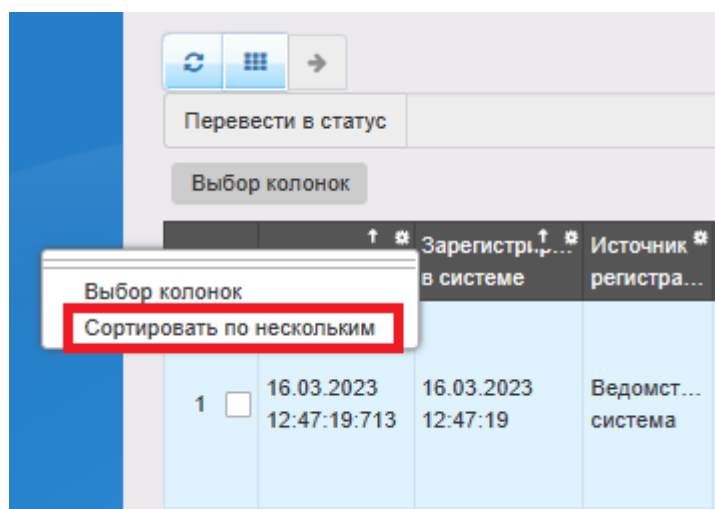 Перевести в статус
Выбор колонок
Зарегистрир... Источник
в системе регистра...
Выбор колонок
Сортировать по нескольким
1 16.03.2023 16.03.2023 Ведомст...
12:47:19:713 12:47:19 система